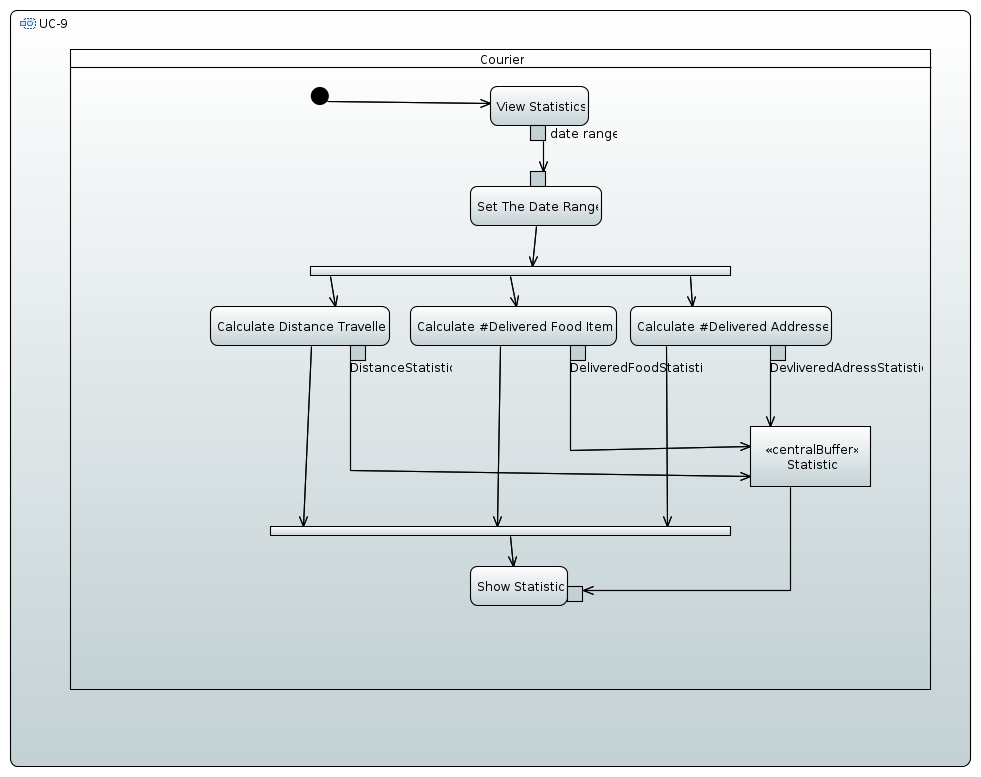 UC-9
Courier
View Statistics
date range
Set The Date Range
Calculate Distance Travelle
Calculate #Delivered Food Item
Calculate #Delivered Addresse
DistanceStatistic
DeliveredFoodStatisti
DevliveredAdressStatistic
«centralBuffer»
Statistic
Show Statistic